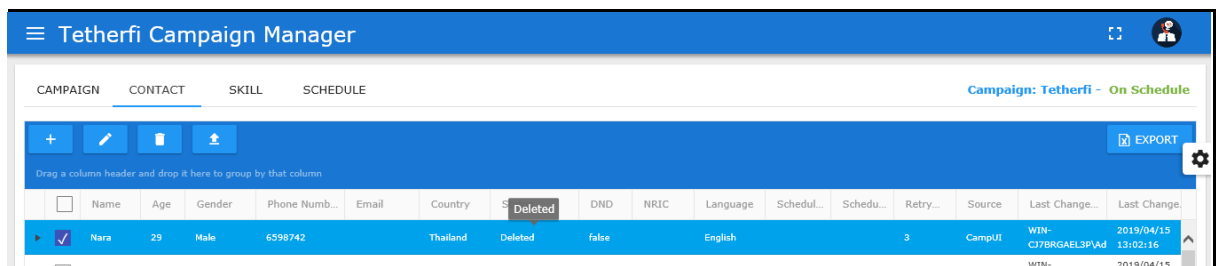 Tetherfi Campaign Manager
CAMPAIGN CONTACT SKILL SCHEDULE Campaign: Tetherfi - On Schedule
EXPORT
Drag a column header and drop it here to group by that column
Name Age Gender Phone Numb... Email Country S Deleted DND NRIC Language Schedul... Schedu... Retry... Source Last Change... Last Change.
Nara 29 Male 6598742 Thailand Deleted false English 3 CampUI WIN- 2019/04/15
CJ7BRGAEL3P\Ad 13:02:16
WIN- 2019/04/15